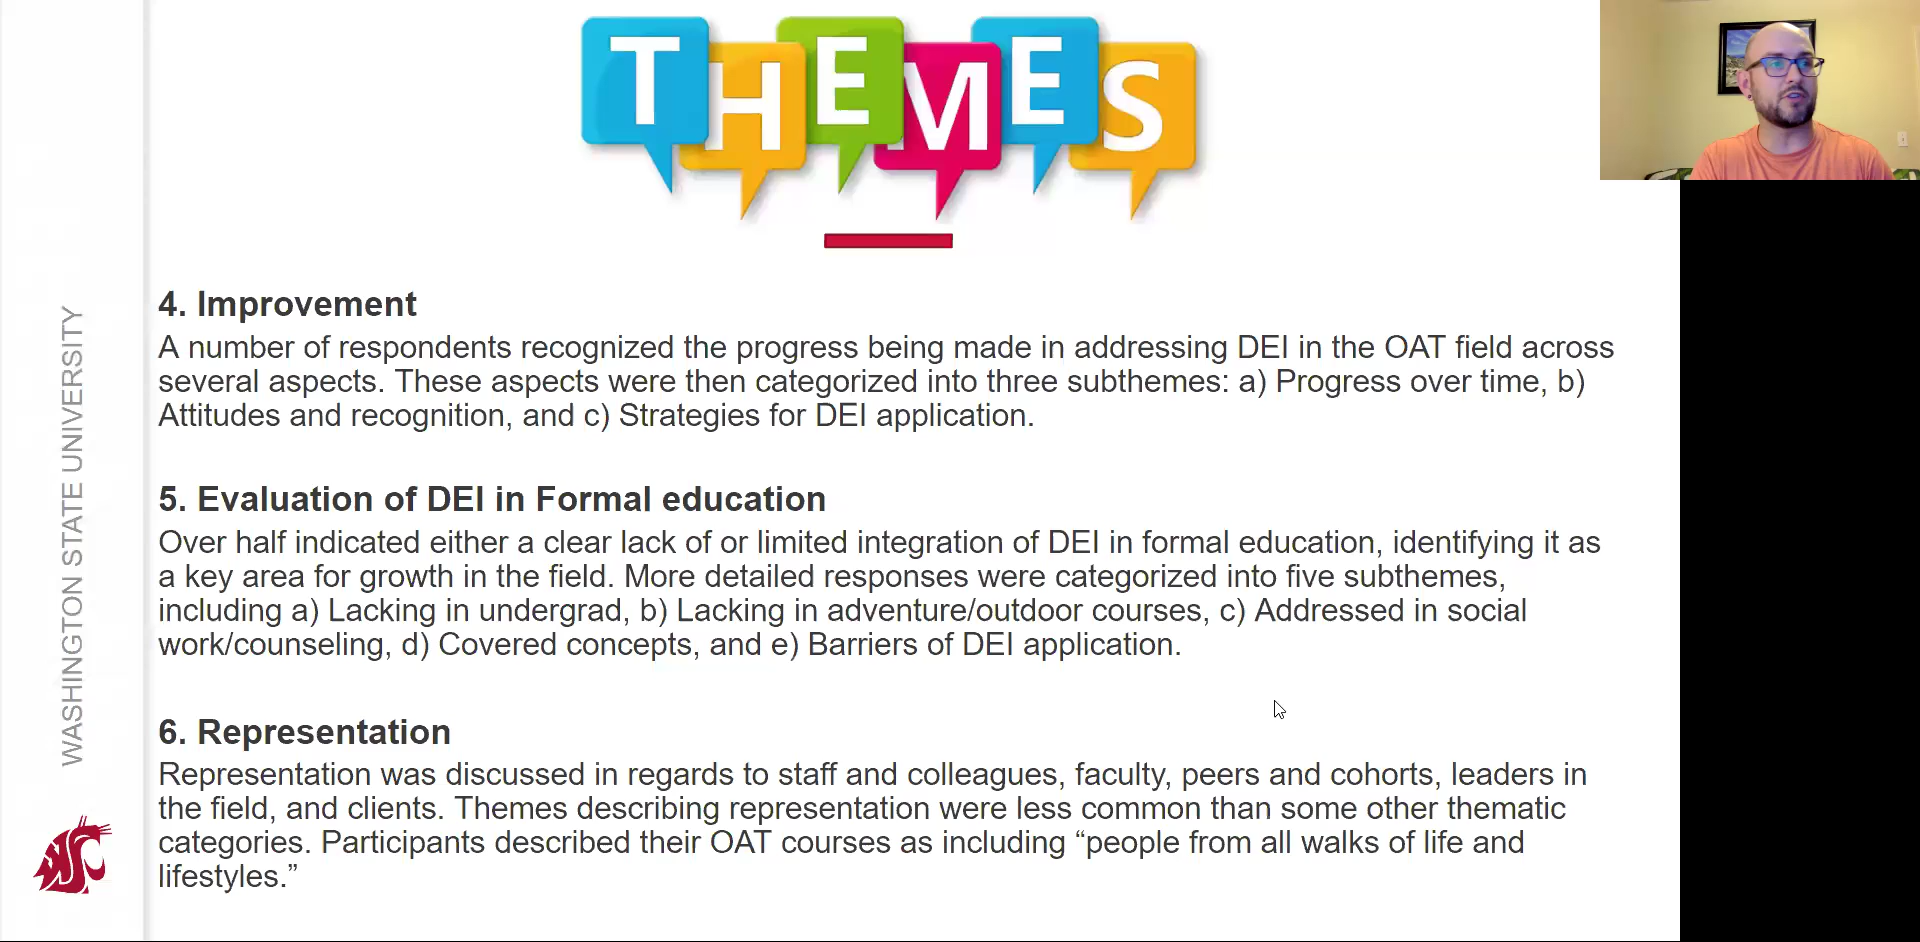 THEMES
WASHINGTON STATE UNIVERSITY
4. Improvement
A number of respondents recognized the progress being made in addressing DEI in the OAT field across
several aspects. These aspects were then categorized into three subthemes: a) Progress over time, b)
Attitudes and recognition, and c) Strategies for DEI application.
5. Evaluation of DEI in Formal education
Over half indicated either a clear lack of or limited integration of DEI in formal education, identifying it as
a key area for growth in the field. More detailed responses were categorized into five subthemes,
including a) Lacking in undergrad, b) Lacking in adventure/outdoor courses, c) Addressed in social
work/counseling, d) Covered concepts, and e) Barriers of DEI application.
6. Representation
Representation was discussed in regards to staff and colleagues, faculty, peers and cohorts, leaders in
the field, and clients. Themes describing representation were less common than some other thematic
categories. Participants described their OAT courses as including “people from all walks of life and
lifestyles.”
WSC